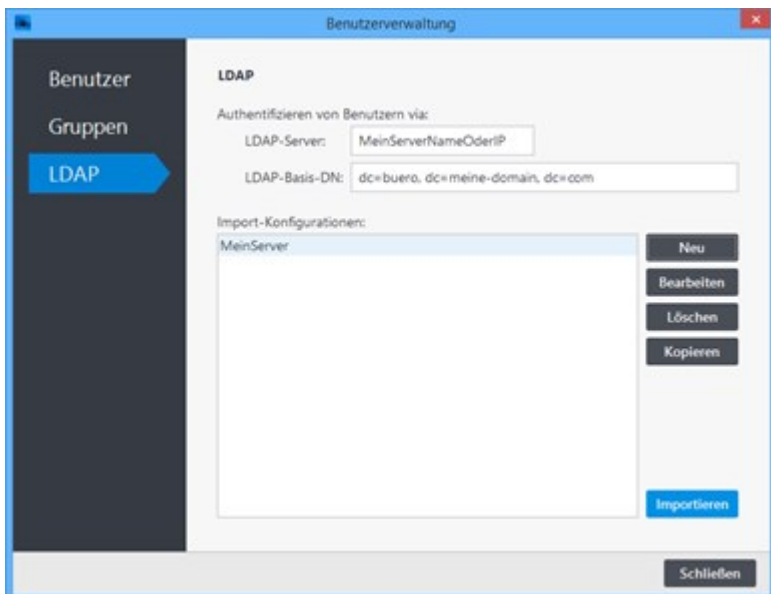 Benutzerverwaltung
Benutzer
Gruppen
LDAP
LDAP
Authentifizieren von Benutzern via:
LDAP-Server: MeinServerNameOderIP
LDAP-Basis-DN: dc=buero, dc=meine-domain, dc=com
Import-Konfigurationen:
MeinServer
Neu
Bearbeiten
Löschen
Kopieren
Importieren
Schließen